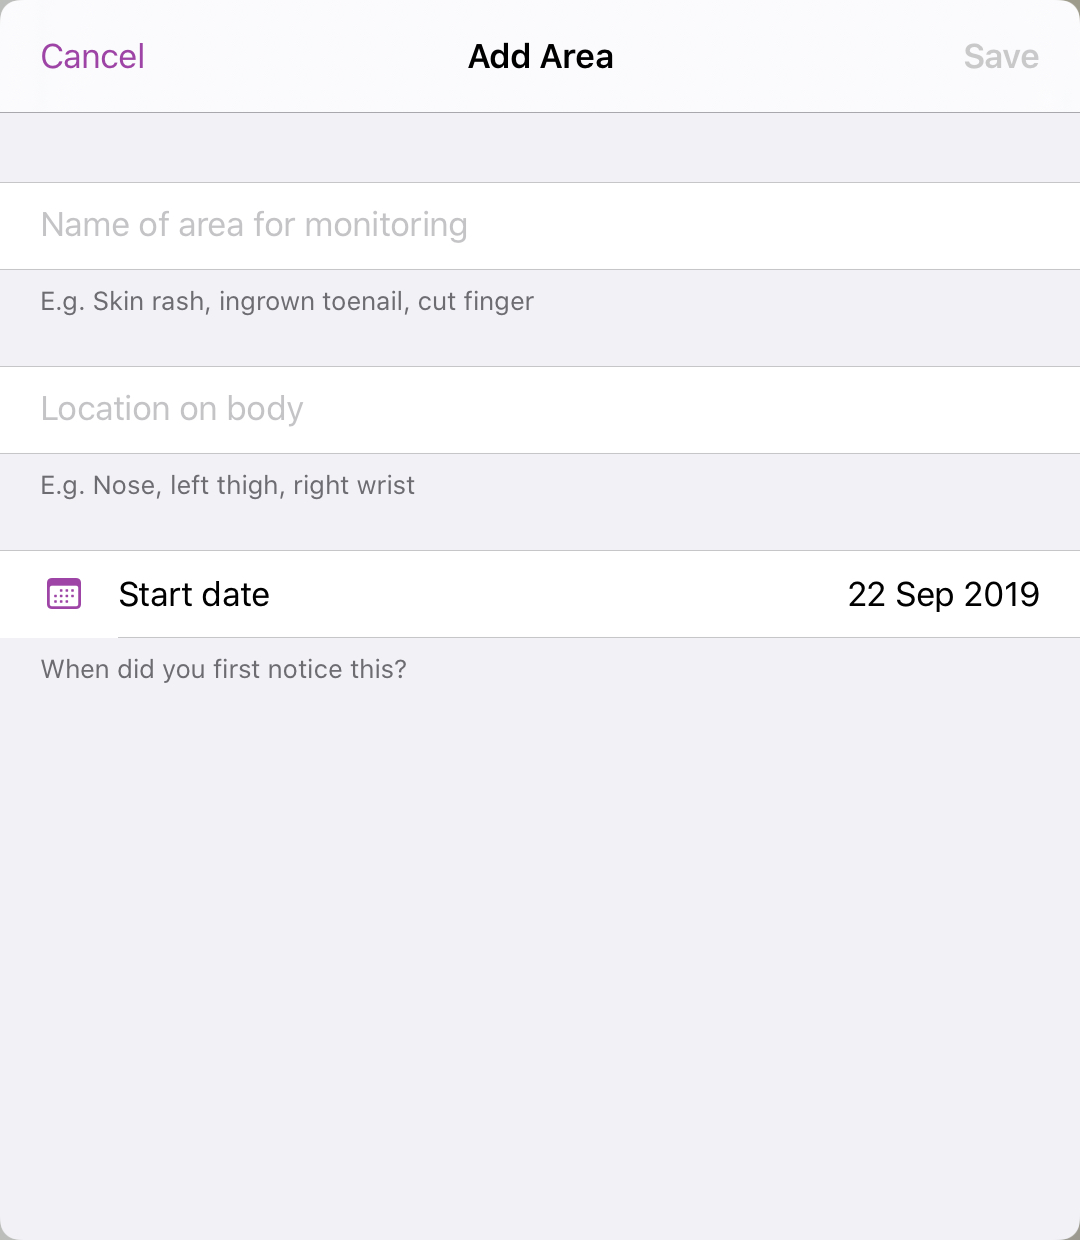 Cancel Add Area Save
Name of area for monitoring
E.g. Skin rash, ingrown toenail, cut finger
Location on body
E.g. Nose, left thigh, right wrist
Start date 22 Sep 2019
When did you first notice this?